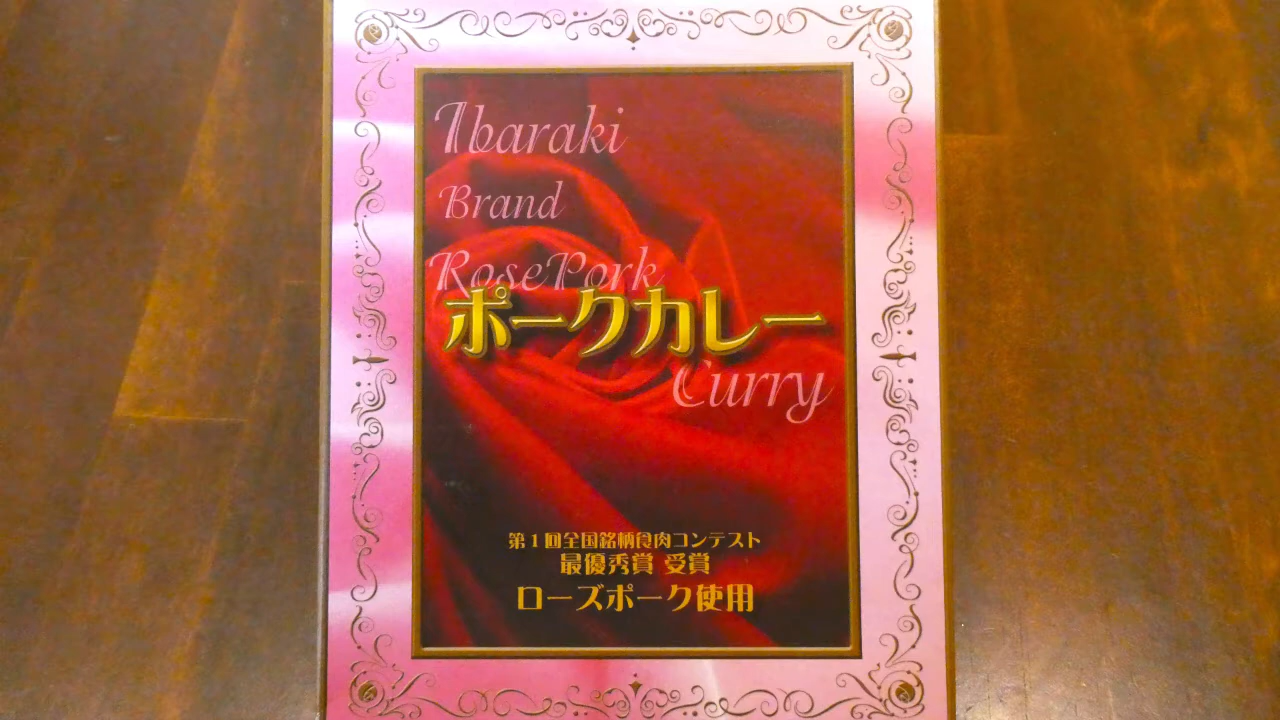 Ibaraki
Brand
RosePork
ポークカレー
Curry
第1回全国銘柄食肉コンテスト
最優秀賞 受賞
ローズポーク使用